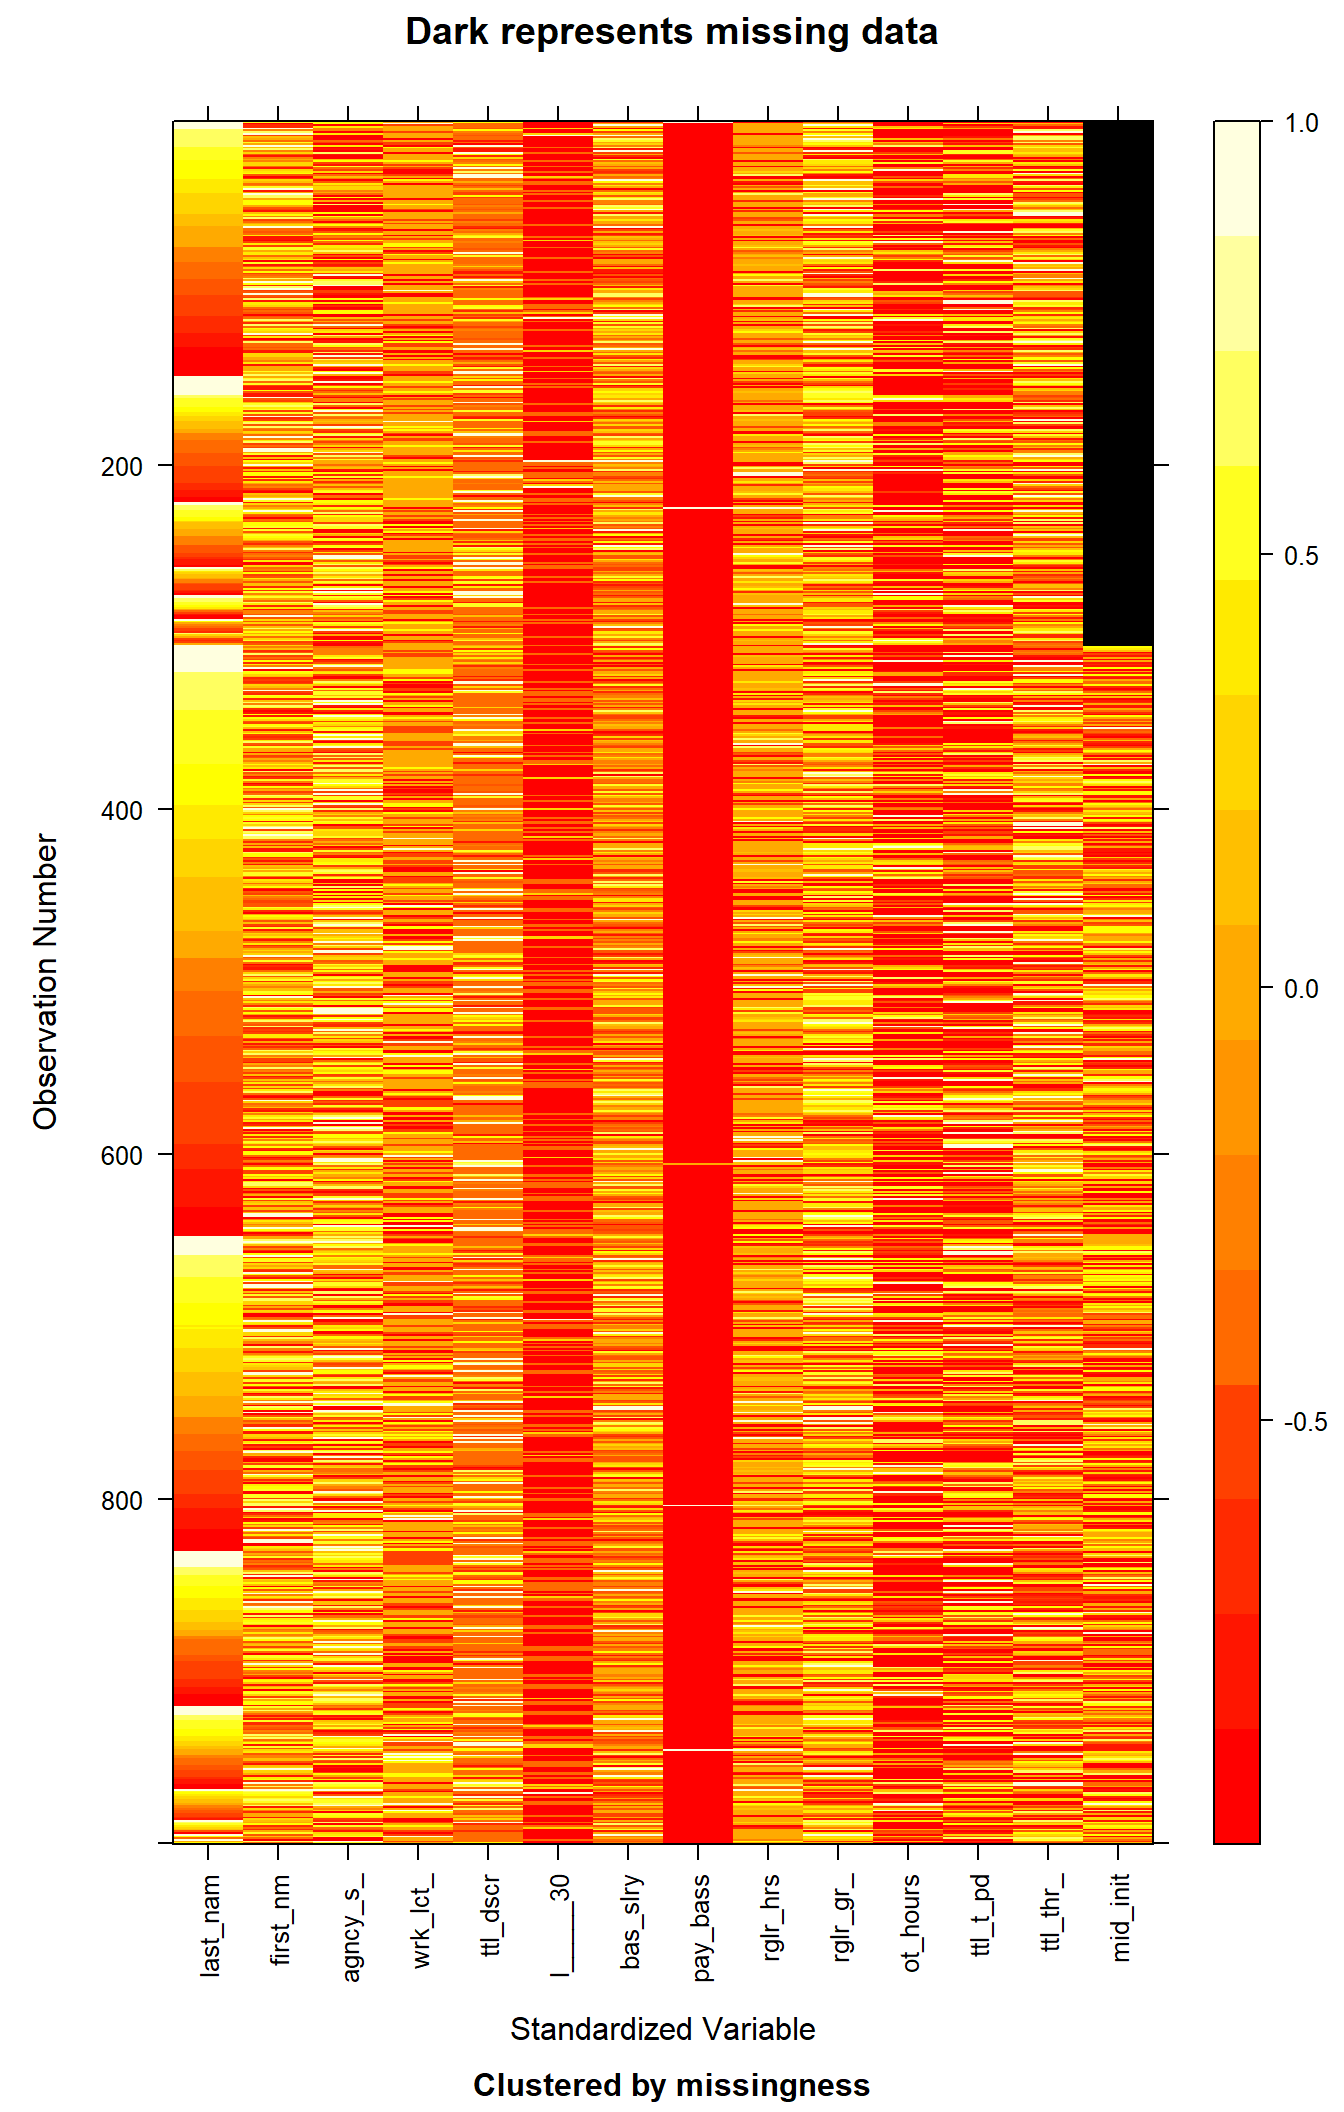 Dark represents missing data
1.0
0.5
0.0
-0.5
200
400
600
800
Observation Number
last_nam
first_nm
agncy_s_
wrk_lct_
ttl_dscr
bas_slry
pay_bass
rglr_hrs
rglr_gr_
ot_hours
ttl_t_pd
ttl_thr_
mid_init
Standardized Variable
Clustered by missingness